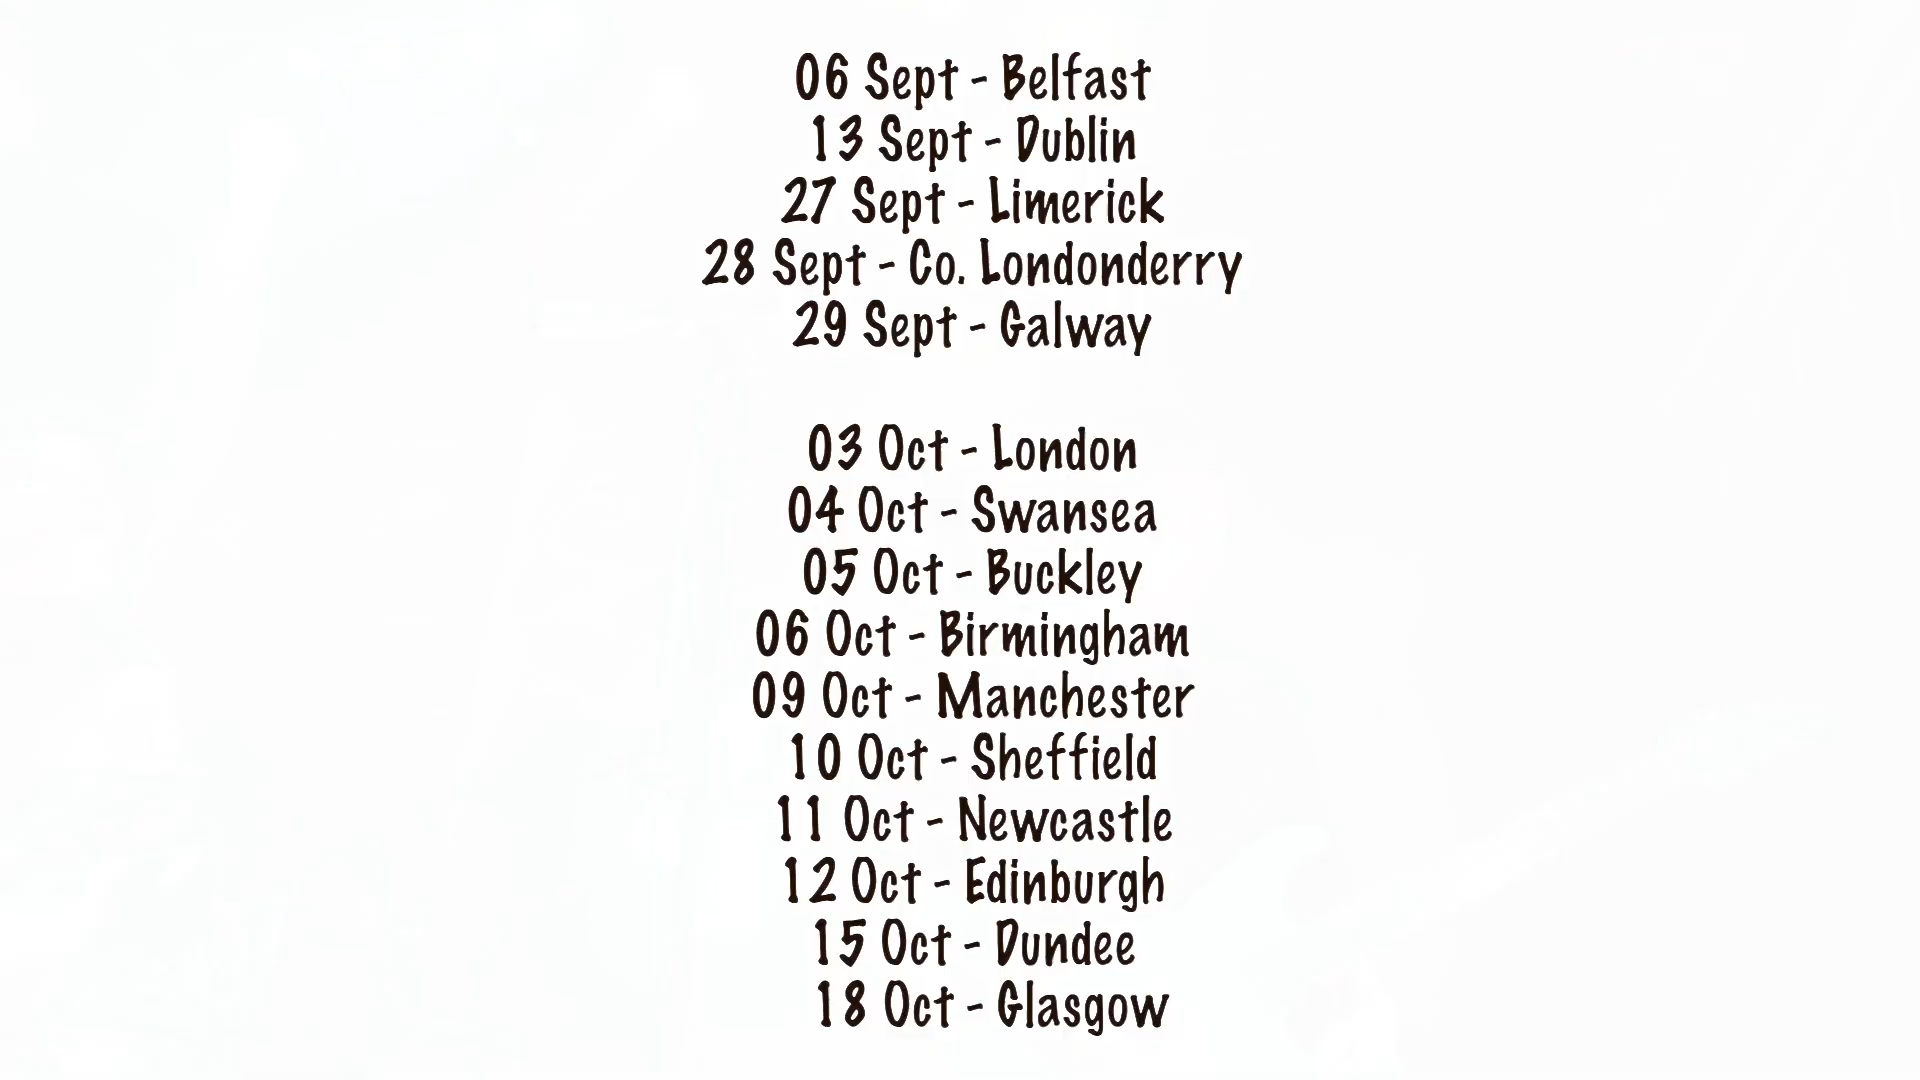 06 Sept - Belfast
13 Sept - Dublin
27 Sept - Limerick
28 Sept - Co. Londonderry
29 Sept - Galway
03 Oct - London
04 Oct - Swansea
05 Oct - Buckley
06 Oct - Birmingham
09 Oct - Manchester
10 Oct - Sheffield
11 Oct - Newcastle
12 Oct - Edinburgh
15 Oct - Dundee
18 Oct - Glasgow